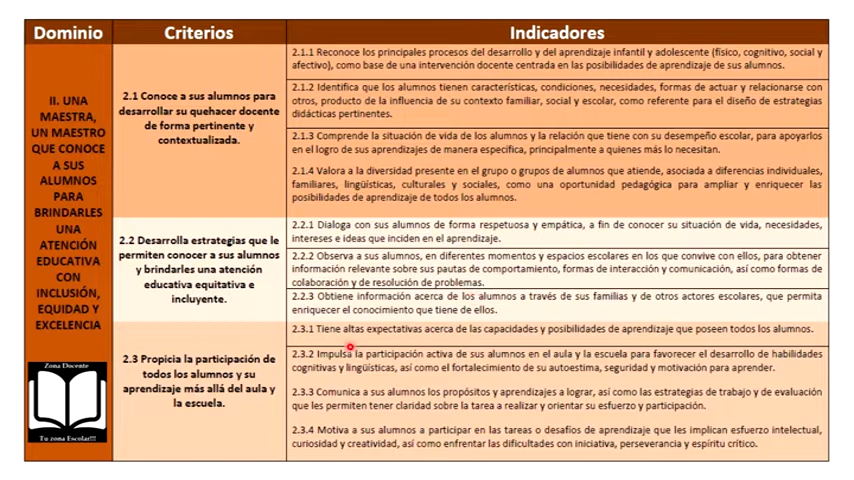 Dominio
Criterios
Indicadores
II. UNA
MAESTRA,
UN MAESTRO
QUE CONOCE
A SUS
ALUMNOS
PARA
BRINDARLES
UNA
ATENCIÓN
EDUCATIVA
CON
INCLUSIÓN,
EQUIDAD Y
EXCELENCIA
Zona Docente
Tu zona Escolar!!!
2.1 Conoce a sus alumnos para
desarrollar su quehacer docente
de forma pertinente y
contextualizada.
2.1.1 Reconoce los principales procesos del desarrollo y del aprendizaje infantil y adolescente (físico, cognitivo, social y
afectivo), como base de una intervención docente centrada en las posibilidades de aprendizaje de sus alumnos.
2.1.2 Identifica que los alumnos tienen características, condiciones, necesidades, formas de actuar y relacionarse con
otros, producto de la influencia de su contexto familiar, social y escolar, como referente para el diseño de estrategias
didácticas pertinentes.
2.1.3 Comprende la situación de vida de los alumnos y la relación que tiene con su desempeño escolar, para apoyarlos
en el logro de sus aprendizajes de manera específica, principalmente a quienes más lo necesitan.
2.1.4 Valora a la diversidad presente en el grupo o grupos de alumnos que atiende, asociada a diferencias individuales,
familiares, lingüísticas, culturales y sociales, como una oportunidad pedagógica para ampliar y enriquecer las
posibilidades de aprendizaje de todos los alumnos.
2.2 Desarrolla estrategias que le
permiten conocer a sus alumnos
y brindarles una atención
educativa equitativa e
incluyente.
2.2.1 Dialoga con sus alumnos de forma respetuosa y empática, a fin de conocer su situación de vida, necesidades,
intereses e ideas que inciden en el aprendizaje.
2.2.2 Observa a sus alumnos, en diferentes momentos y espacios escolares en los que convive con ellos, para obtener
información relevante sobre sus pautas de comportamiento, formas de interacción y comunicación, así como formas de
colaboración y de resolución de problemas.
2.2.3 Obtiene información acerca de los alumnos a través de sus familias y de otros actores escolares, que permita
enriquecer el conocimiento que tiene de ellos.
2.3 Propicia la participación de
todos los alumnos y su
aprendizaje más allá del aula y
la escuela.
2.3.1 Tiene altas expectativas acerca de las capacidades y posibilidades de aprendizaje que poseen todos los alumnos.
2.3.2 Impulsa la participación activa de sus alumnos en el aula y la escuela para favorecer el desarrollo de habilidades
cognitivas y lingüísticas, así como el fortalecimiento de su autoestima, seguridad y motivación para aprender.
2.3.3 Comunica a sus alumnos los propósitos y aprendizajes a lograr, así como las estrategias de trabajo y de evaluación
que les permiten tener claridad sobre la tarea a realizar y orientar su esfuerzo y participación.
2.3.4 Motiva a sus alumnos a participar en las tareas o desafíos de aprendizaje que les implican esfuerzo intelectual,
curiosidad y creatividad, así como enfrentar las dificultades con iniciativa, perseverancia y espíritu crítico.